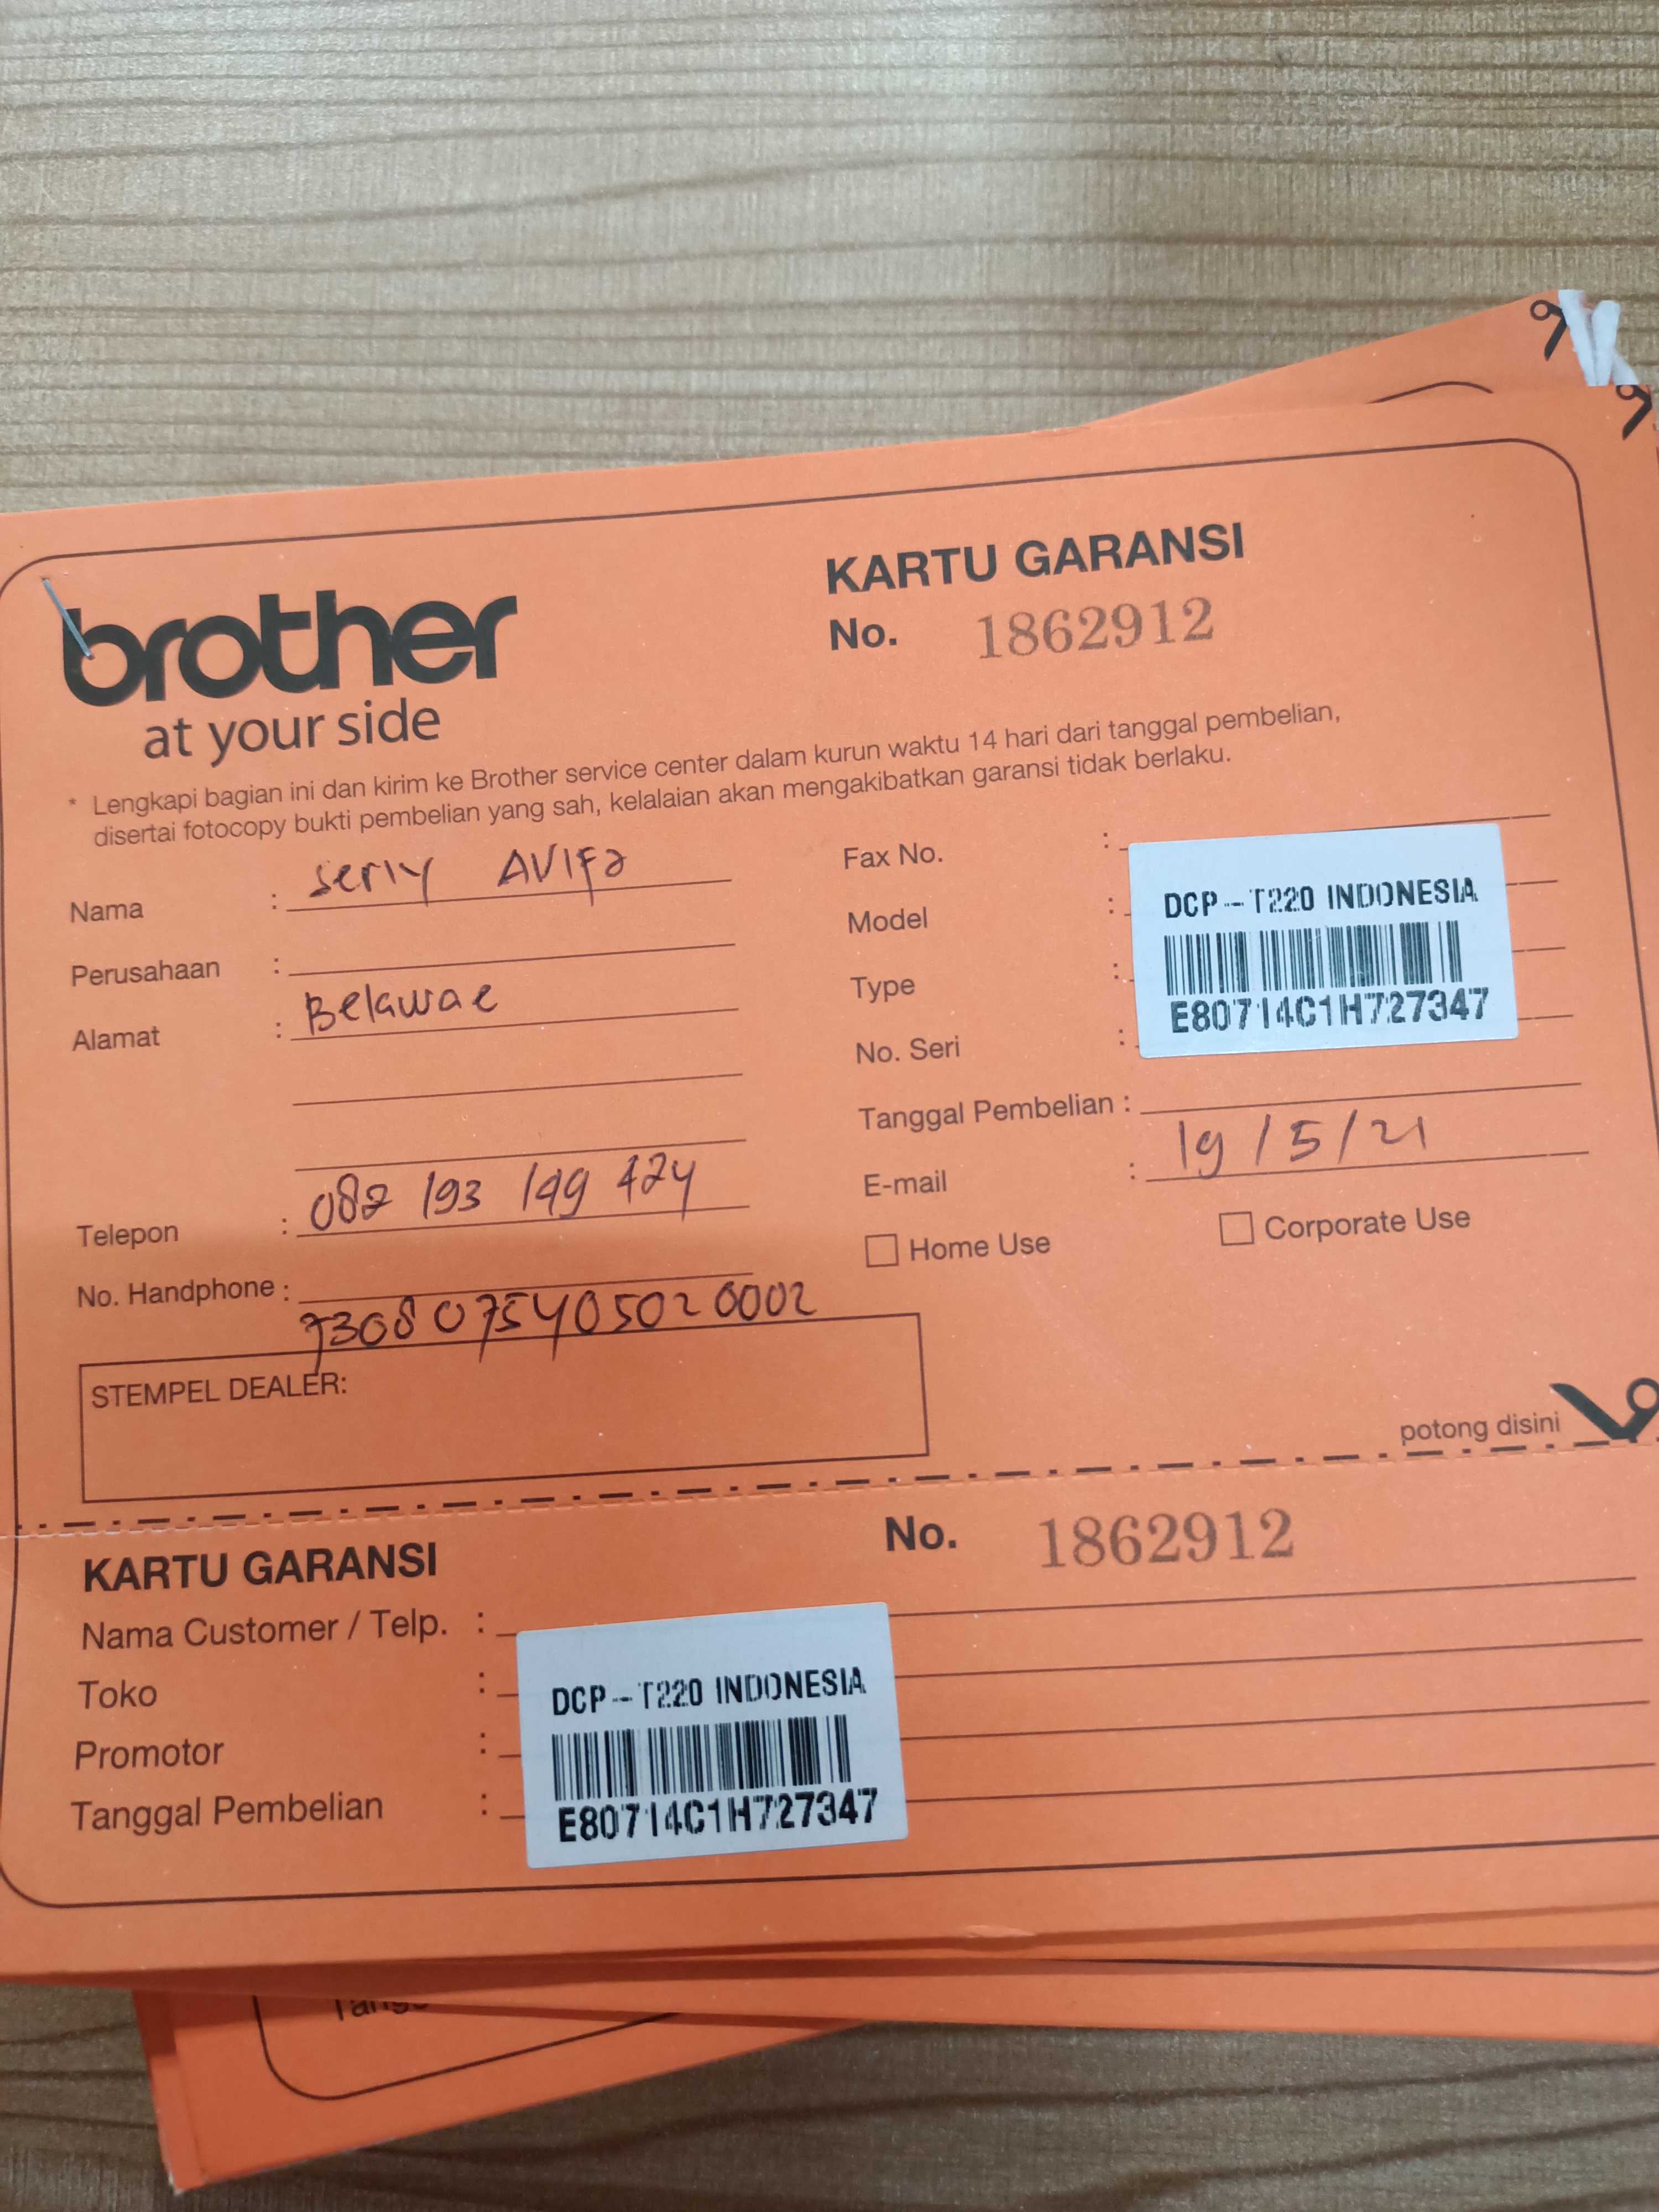 brother
at your side
KARTU GARANSI
No. 1862912
* Lengkapi bagian ini dan kirim ke Brother service center dalam kurun waktu 14 hari dari tanggal pembelian,
disertai fotocopy bukti pembelian yang sah, kelalaian akan mengakibatkan garansi tidak berlaku.
Nama : Serly AVIFa
Perusahaan :
Alamat : Belawae
Telepon : 082 193 149 424
No. Handphone :
7308075405020002
STEMPEL DEALER:
Fax No. :
Model :
Type :
No. Seri :
DCP-T220 INDONESIA
E80714C1H727347
Tanggal Pembelian :
19/5/21
E-mail :
Home Use
Corporate Use
potong disini
KARTU GARANSI
No. 1862912
Nama Customer / Telp. :
Toko :
Promotor :
Tanggal Pembelian :
DCP-T220 INDONESIA
E80714C1H727347